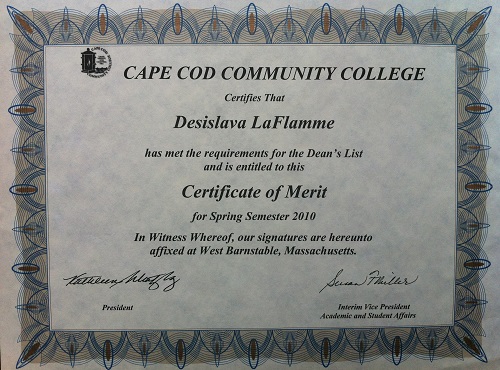 CAPE COD COMMUNITY COLLEGE
Certifies That
Desislava LaFlamme
has met the requirements for the Dean's List
and is entitled to this
Certificate of Merit
for Spring Semester 2010
In Witness Whereof, our signatures are hereunto
affixed at West Barnstable, Massachusetts.
President
Interim Vice President
Academic and Student Affairs